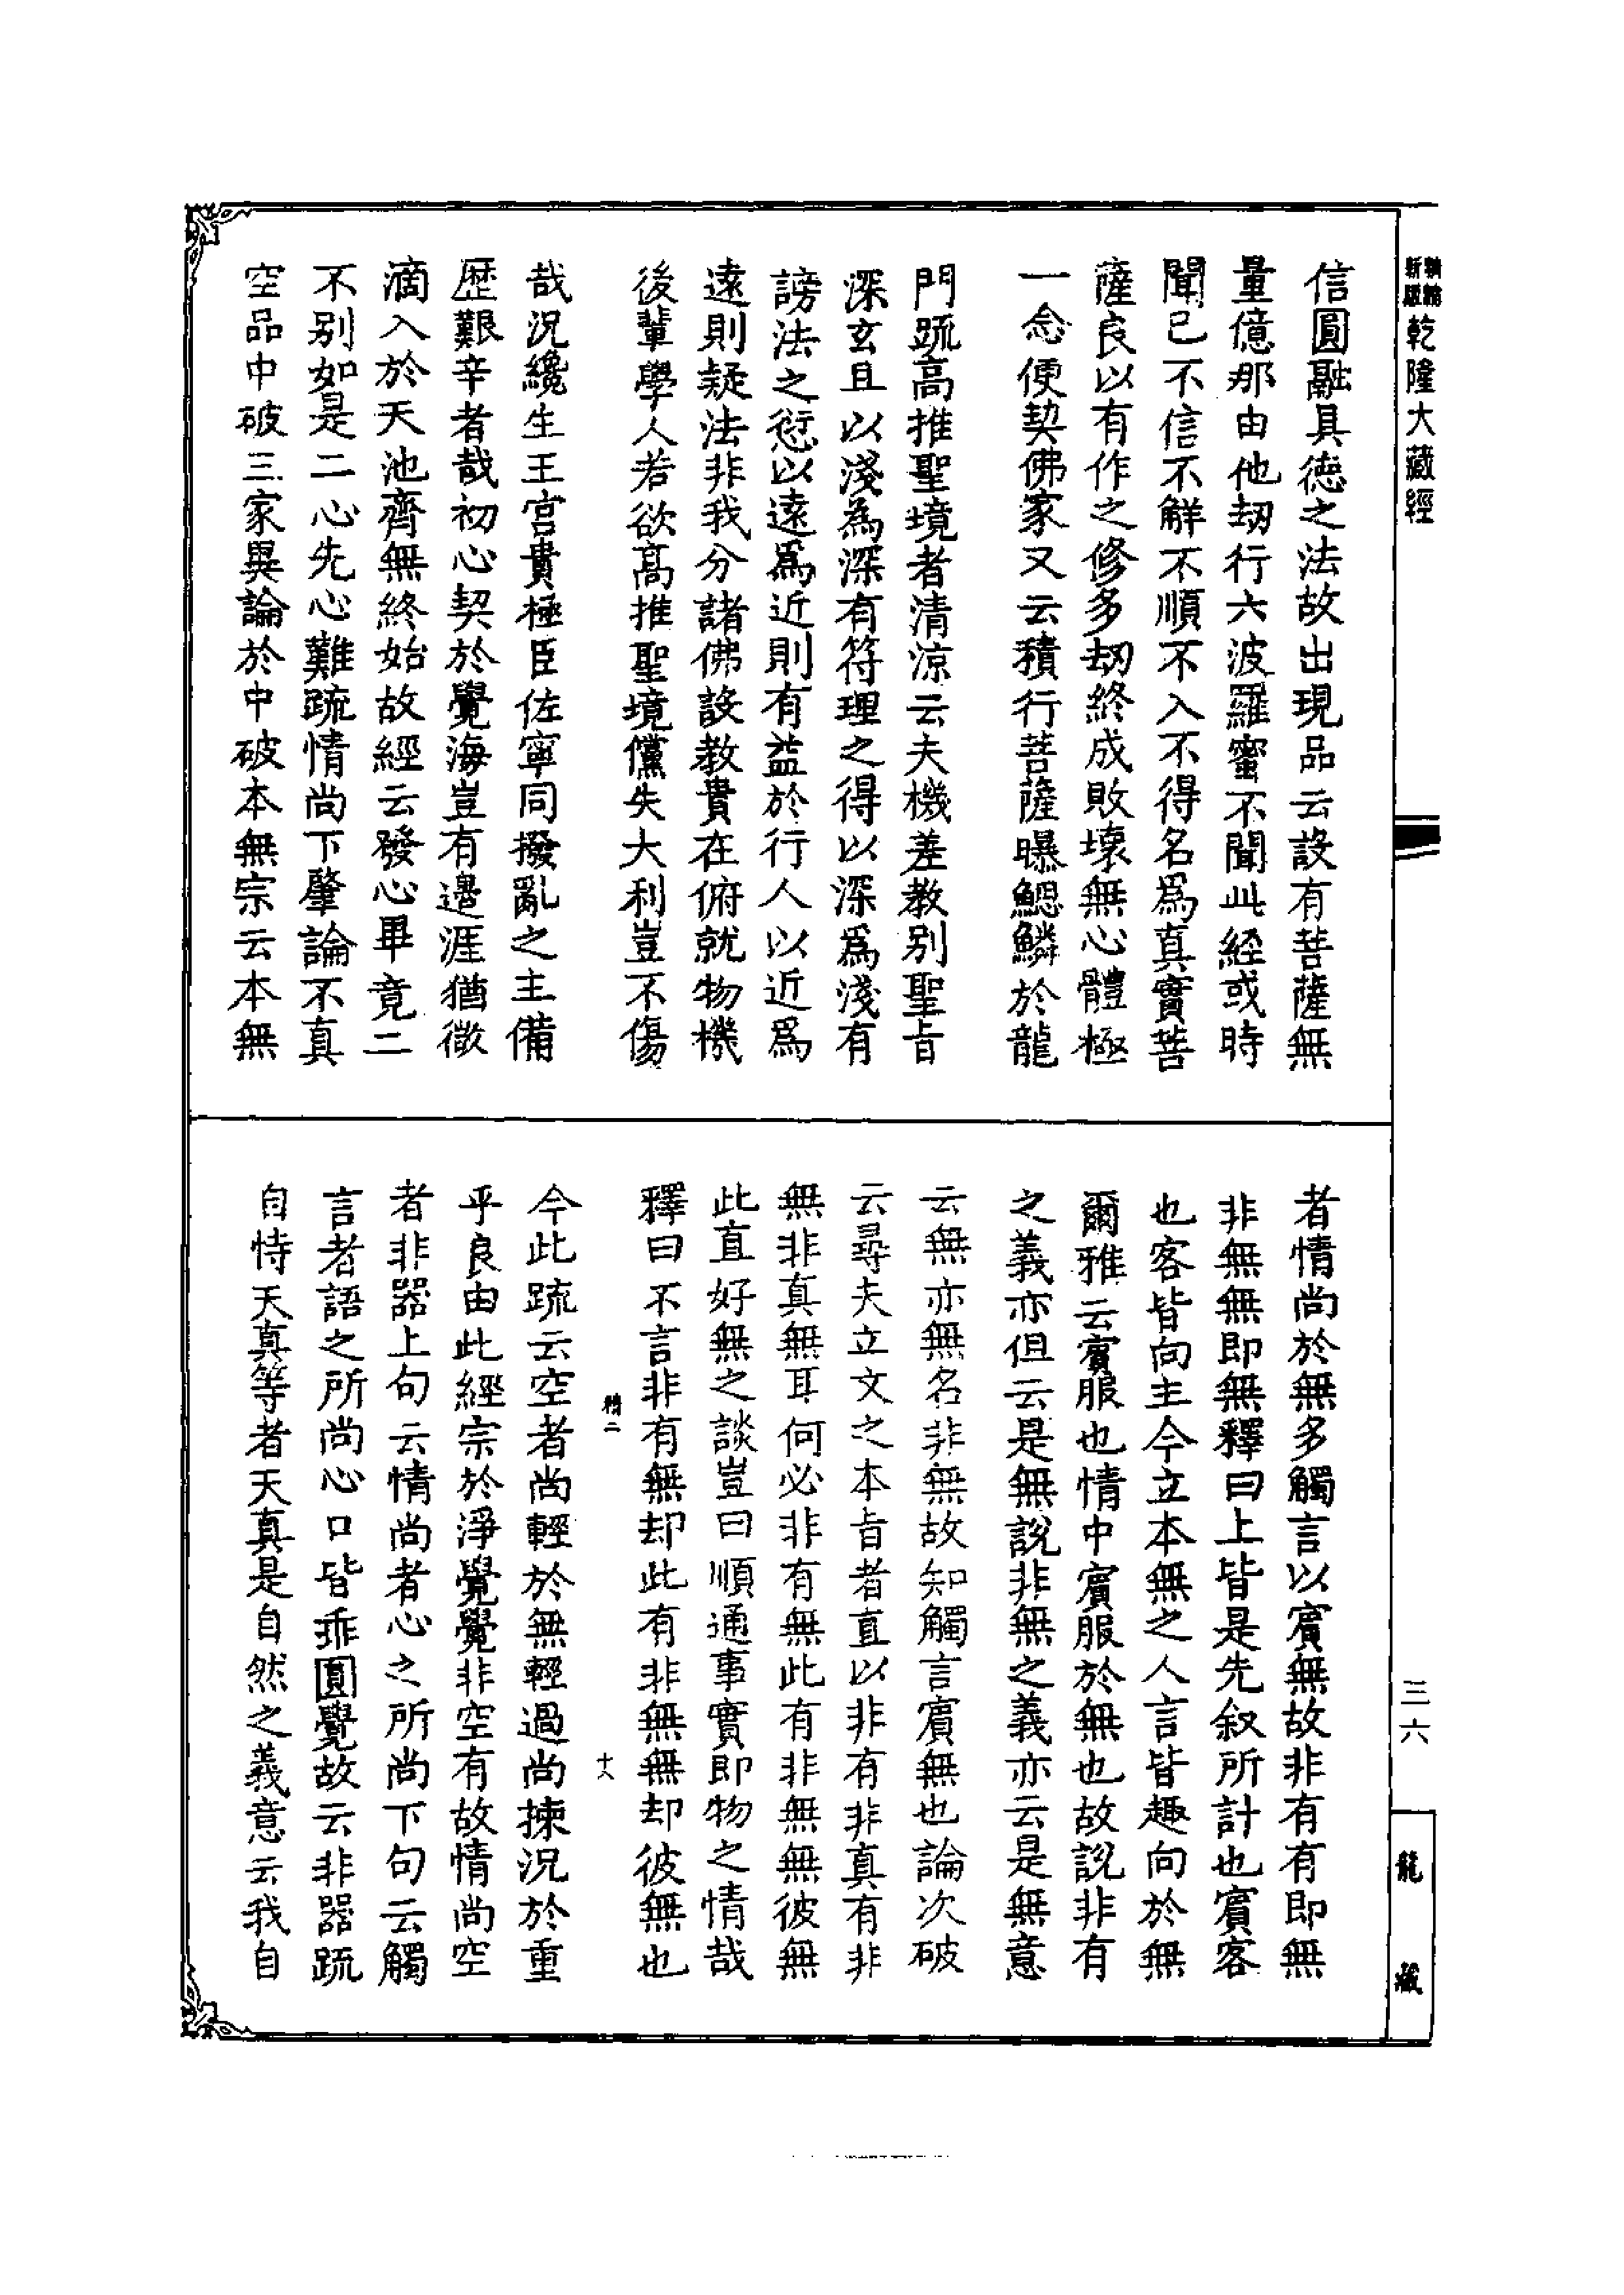 新編
新版
乾隆大藏經
信圓融具德之法故出現品云設有菩薩無
量億那由他劫行六波羅蜜不聞此経或時
聞已不信不解不順不入不得名爲真實菩
薩良以有作之修多劫終成敗壞無心體極
一念便契佛家又云積行菩薩曝鰓鱗於龍
門䟽高推聖境者清涼云夫機差教別聖旨
深玄且以淺為深有符理之得以深爲淺有
謗法之愆以遠爲近則有益於行人以近爲
遠則疑法非我分諸佛設教貴在俯就物機
後輩學人若欲高推聖境儻失大利豈不傷
哉況纔生王宮貴極臣佐寧同撥亂之主備
歷艱辛者哉初心契於覺海豈有邊涯猶微
滴入於天池齊無終始故經云發心畢竟二
不别如是二心先心難䟽情尚下肇論不真
空品中破三家異論於中破本無宗云本無
者情尚於無多觸言以賓無故非有有即無
非無無即無釋曰上皆是先叙所計也賓客
也客皆向主今立本無之人言皆趣向於無
爾雅云賓服也情中賓服於無也故說非有
之義亦但云是無說非無之義亦云是無意
云無亦無名非無故知觸言賓無也論次破
云尋夫立文之本旨者直以非有非真有非
無非真無耳何必非有無此有非無無彼無
此直好無之談豈曰順通事實即物之情哉
釋曰不言非有無却此有非無無却彼無也
精二
十八
今此䟽云空者尚輕於無輕過尚揀況於重
乎良由此經宗於淨覺覺非空有故情尚空
者非器上句云情尚者心之所尚下句云觸
言者語之所尚心口皆乖圓覺故云非器䟽
自恃天真等者天真是自然之義意云我自
三六
龍藏